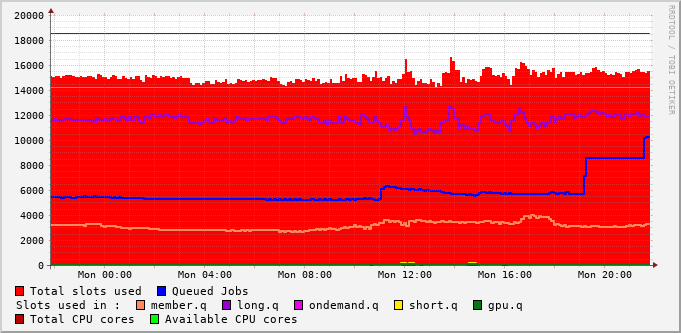 20000
18000
16000
14000
12000
10000
8000
6000
4000
2000
0
Mon 00:00 Mon 04:00 Mon 08:00 Mon 12:00 Mon 16:00 Mon 20:00
RRDTOOL / TOBI OETIKER
Total slots used Queued Jobs
Slots used in : member.q long.q ondemand.q short.q gpu.q
Total CPU cores Available CPU cores